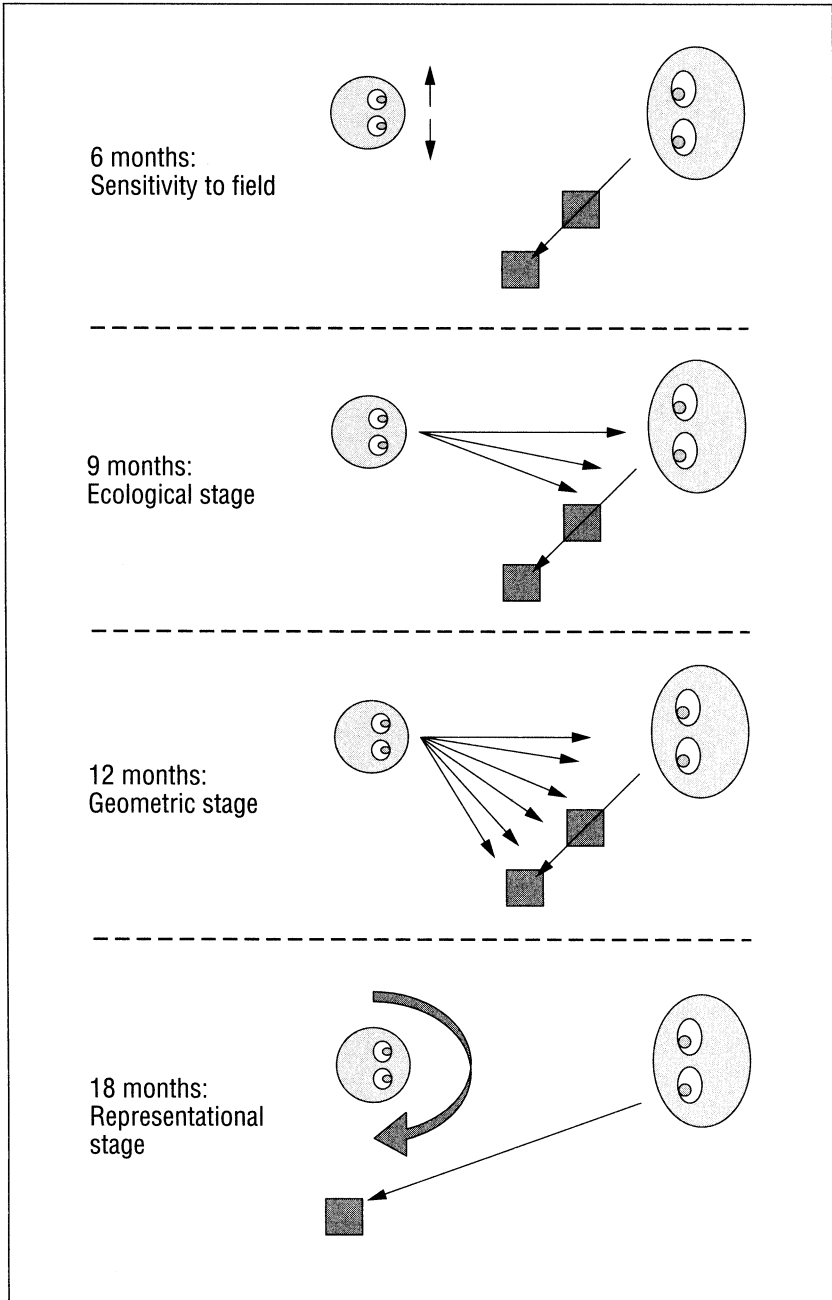 6 months:
Sensitivity to field
9 months:
Ecological stage
12 months:
Geometric stage
18 months:
Representational
stage